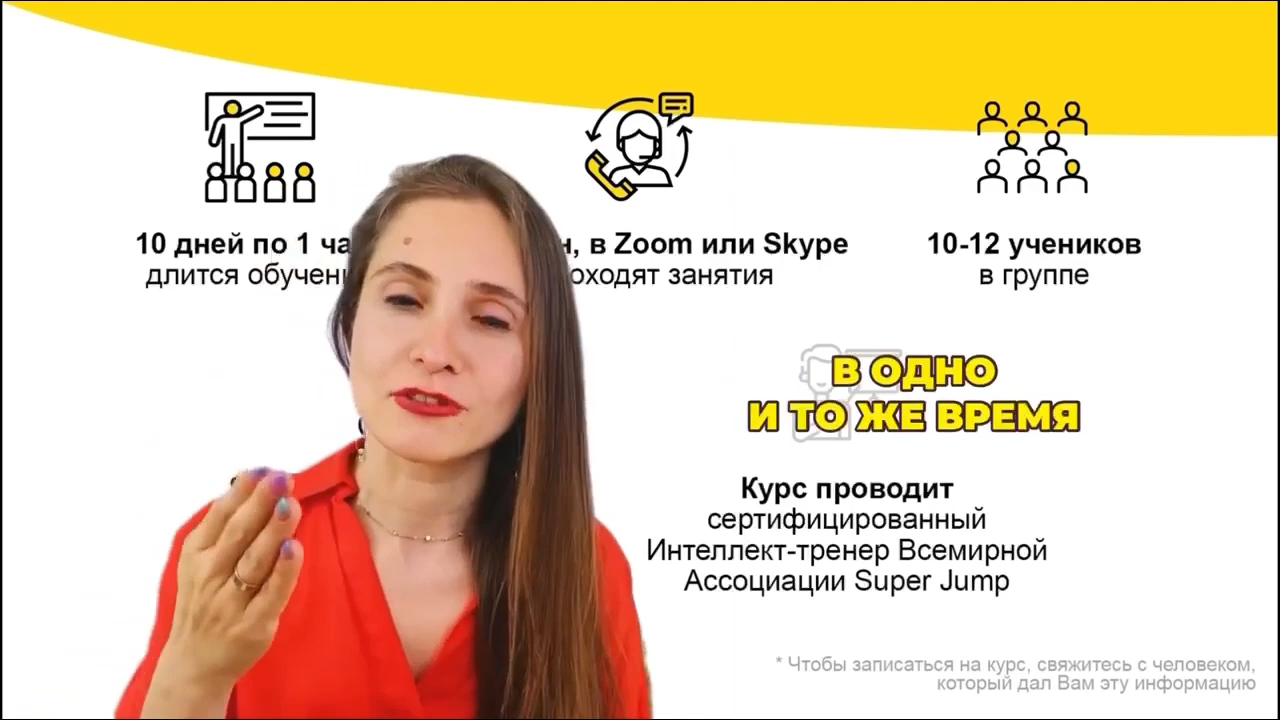 10 дней по 1 ча
длится обучен
в Zoom или Skype
оходят занятия
10-12 учеников
в группе
В ОДНО
И ТО ЖЕ ВРЕМЯ
Курс проводит
сертифицированный
Интеллект-тренер Всемирной
Ассоциации Super Jump
* Чтобы записаться на курс, свяжитесь с человеком,
который дал Вам эту информацию